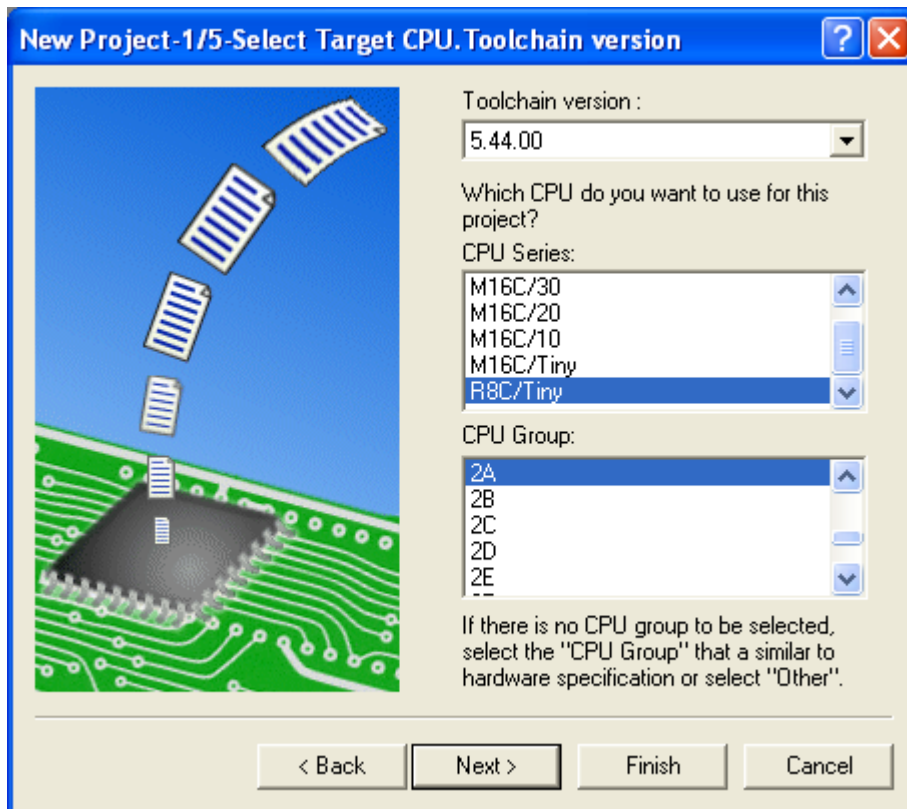 New Project-1/5-Select Target CPU.Toolchain version
Toolchain version :
5.44.00
Which CPU do you want to use for this
project?
CPU Series:
M16C/30
M16C/20
M16C/10
M16C/Tiny
R8C/Tiny
CPU Group:
2A
2B
2C
2D
2E
If there is no CPU group to be selected,
select the "CPU Group" that a similar to
hardware specification or select "Other".
< Back
Next >
Finish
Cancel